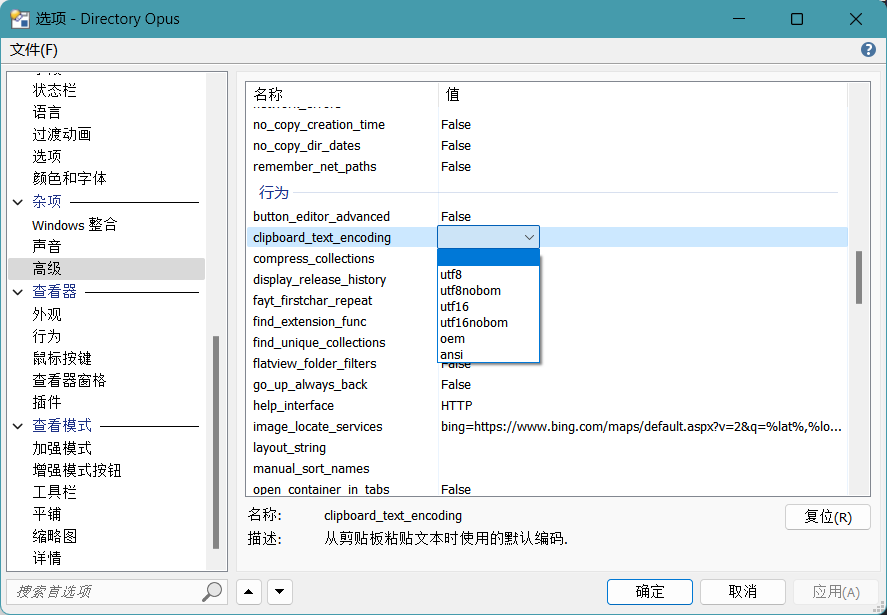 选项 - Directory Opus
文件(F)
状态栏
语言
过渡动画
选项
颜色和字体
杂项
Windows 整合
声音
高级
查看器
外观
行为
鼠标按键
查看器窗格
插件
查看模式
加强模式
增强模式按钮
工具栏
平铺
缩略图
详情
搜索首选项
名称 值
no_copy_creation_time False
no_copy_dir_dates False
remember_net_paths False
行为
button_editor_advanced False
clipboard_text_encoding
compress_collections
display_release_history
fayt_firstchar_repeat
find_extension_func
find_unique_collections
flatview_folder_filters False
utf8
utf8nobom
utf16
utf16nobom
oem
ansi
go_up_always_back False
help_interface HTTP
image_locate_services bing=https://www.bing.com/maps/default.aspx?v=2&q=%lat%,%lo...
layout_string
manual_sort_names
open_container_in_tabs False
名称: clipboard_text_encoding
复位(R)
描述: 从剪贴板粘贴文本时使用的默认编码.
确定 取消 应用(A)